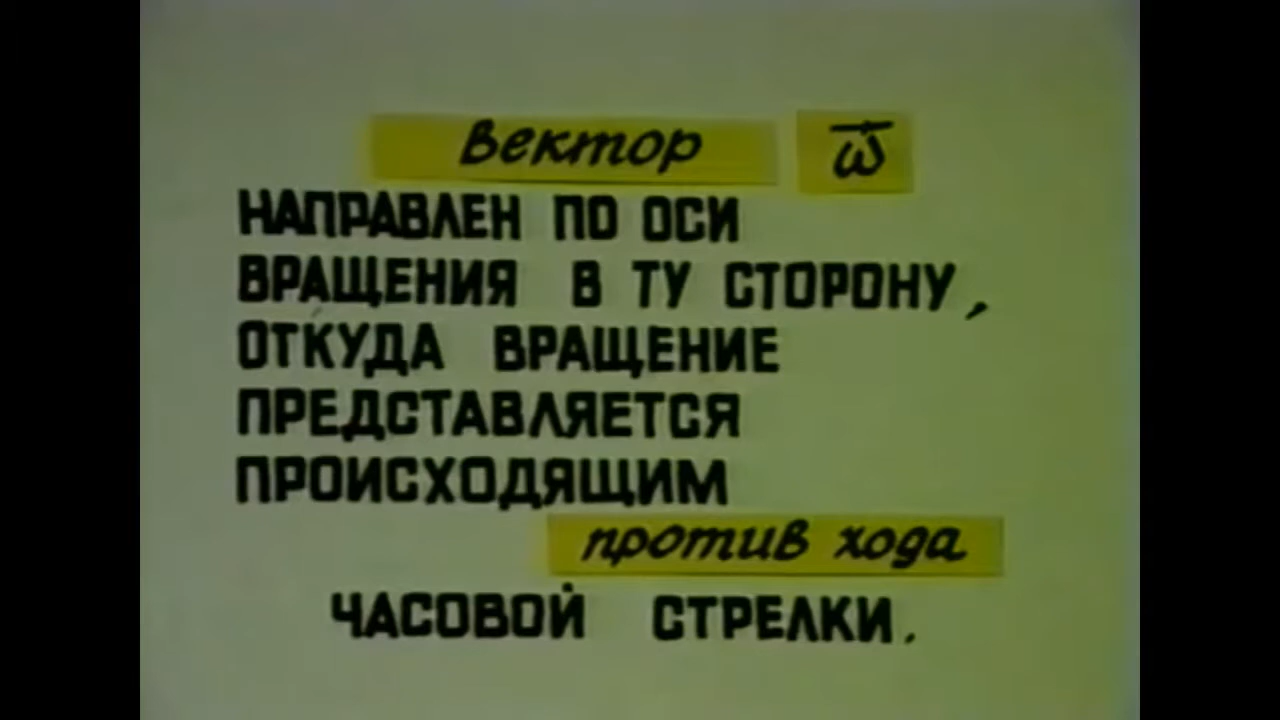 Вектор ω̅
НАПРАВЛЕН ПО ОСИ
ВРАЩЕНИЯ В ТУ СТОРОНУ,
ОТКУДА ВРАЩЕНИЕ
ПРЕДСТАВЛЯЕТСЯ
ПРОИСХОДЯЩИМ
против хода
ЧАСОВОЙ СТРЕЛКИ.